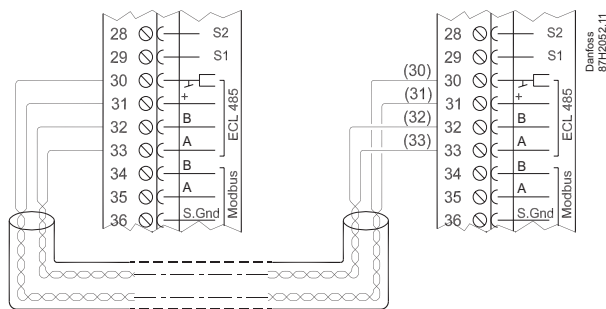 28 S2
29 S1
30
31 +
32 B
33 A
34 B
35 A
36 S.Gnd
ECL 485
Modbus
(30)
(31)
(32)
(33)
28 S2
29 S1
30
31 +
32 B
33 A
34 B
35 A
36 S.Gnd
ECL 485
Modbus
Danfoss
87H2052.11